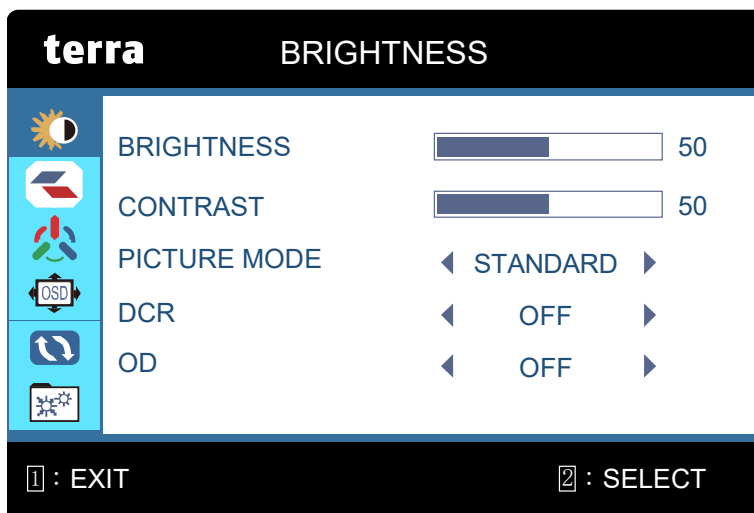 terra BRIGHTNESS
BRIGHTNESS 50
CONTRAST 50
PICTURE MODE STANDARD
DCR OFF
OSD
OD OFF
1 : EXIT 2 : SELECT